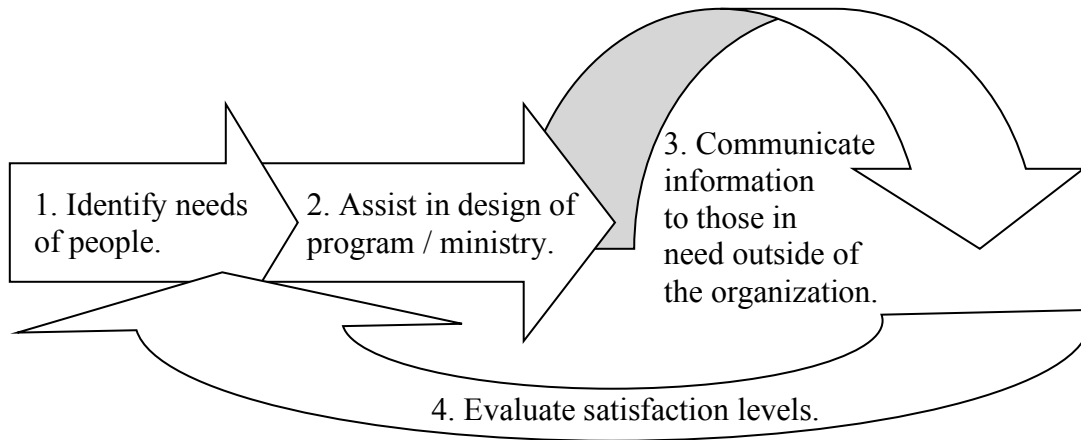 1. Identify needs
of people.
2. Assist in design of
program / ministry.
3. Communicate
information
to those in
need outside of
the organization.
4. Evaluate satisfaction levels.